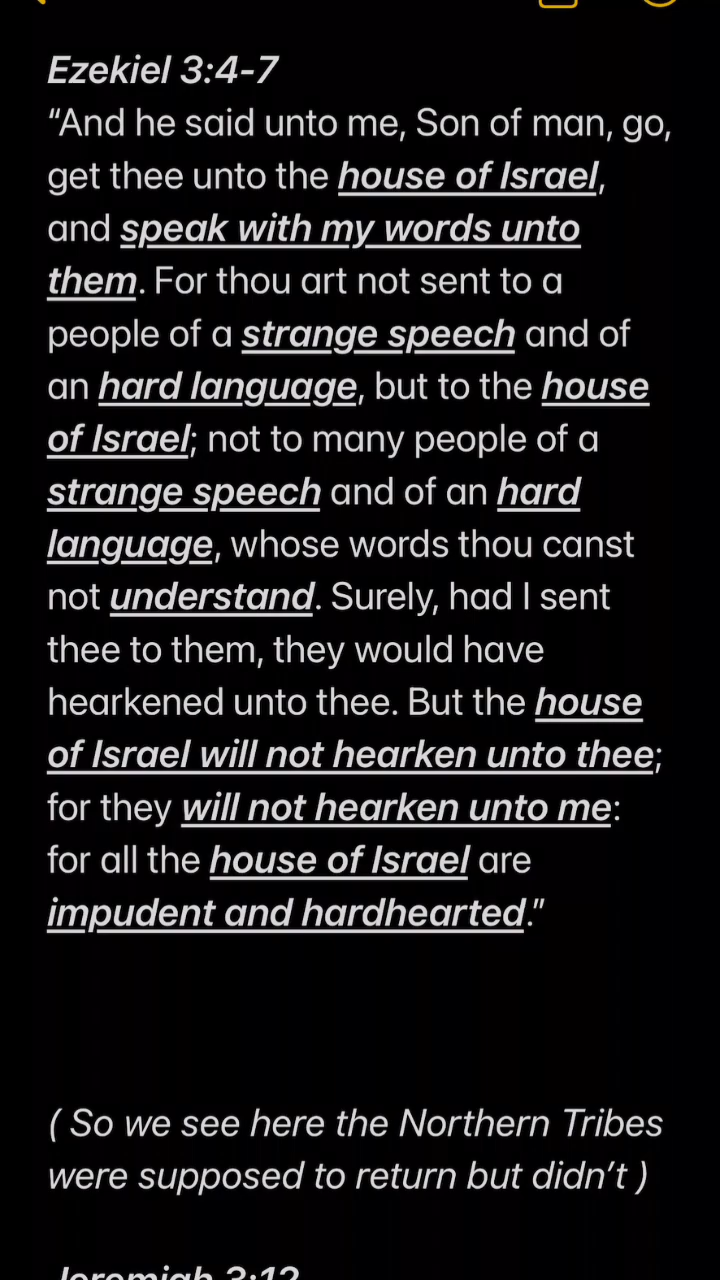 Ezekiel 3:4-7
“And he said unto me, Son of man, go,
get thee unto the house of Israel,
and speak with my words unto
them. For thou art not sent to a
people of a strange speech and of
an hard language, but to the house
of Israel; not to many people of a
strange speech and of an hard
language, whose words thou canst
not understand. Surely, had I sent
thee to them, they would have
hearkened unto thee. But the house
of Israel will not hearken unto thee;
for they will not hearken unto me:
for all the house of Israel are
impudent and hardhearted.”
( So we see here the Northern Tribes
were supposed to return but didn’t )
Jeremiah 3:12